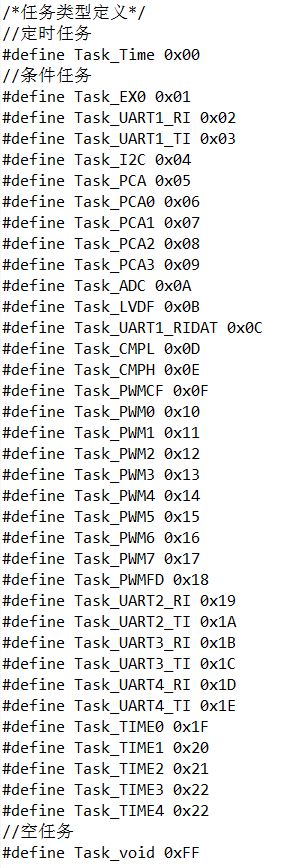 /*任务类型定义*/
//定时任务
#define Task_Time 0x00
//条件任务
#define Task_EX0 0x01
#define Task_UART1_RI 0x02
#define Task_UART1_TI 0x03
#define Task_I2C 0x04
#define Task_PCA 0x05
#define Task_PCA0 0x06
#define Task_PCA1 0x07
#define Task_PCA2 0x08
#define Task_PCA3 0x09
#define Task_ADC 0x0A
#define Task_LVDF 0x0B
#define Task_UART1_RIDAT 0x0C
#define Task_CMPL 0x0D
#define Task_CMPH 0x0E
#define Task_PWMCF 0x0F
#define Task_PWM0 0x10
#define Task_PWM1 0x11
#define Task_PWM2 0x12
#define Task_PWM3 0x13
#define Task_PWM4 0x14
#define Task_PWM5 0x15
#define Task_PWM6 0x16
#define Task_PWM7 0x17
#define Task_PWMFD 0x18
#define Task_UART2_RI 0x19
#define Task_UART2_TI 0x1A
#define Task_UART3_RI 0x1B
#define Task_UART3_TI 0x1C
#define Task_UART4_RI 0x1D
#define Task_UART4_TI 0x1E
#define Task_TIME0 0x1F
#define Task_TIME1 0x20
#define Task_TIME2 0x21
#define Task_TIME3 0x22
#define Task_TIME4 0x22
//空任务
#define Task_void 0xFF